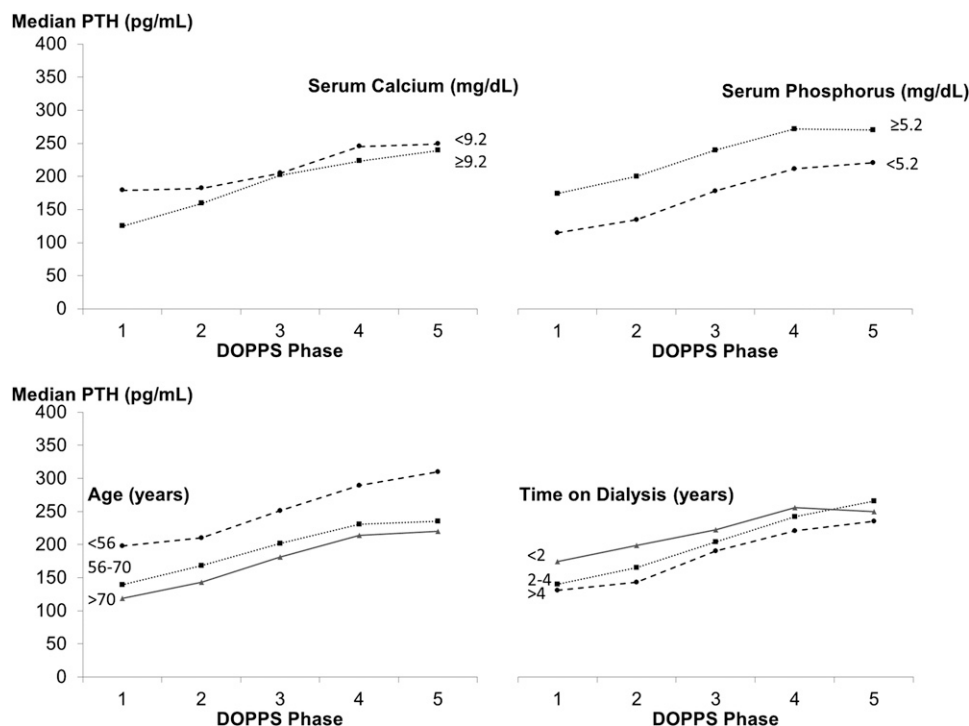 Median PTH (pg/mL)
400
350
300
250
200
150
100
50
0
Serum Calcium (mg/dL)
<9.2
≥9.2
1 2 3 4 5
DOPPS Phase
Serum Phosphorus (mg/dL)
≥5.2
<5.2
1 2 3 4 5
DOPPS Phase
Median PTH (pg/mL)
400
350
300
250
200
150
100
50
0
Age (years)
<56
56-70
>70
1 2 3 4 5
DOPPS Phase
Time on Dialysis (years)
<2
2-4
>4
1 2 3 4 5
DOPPS Phase